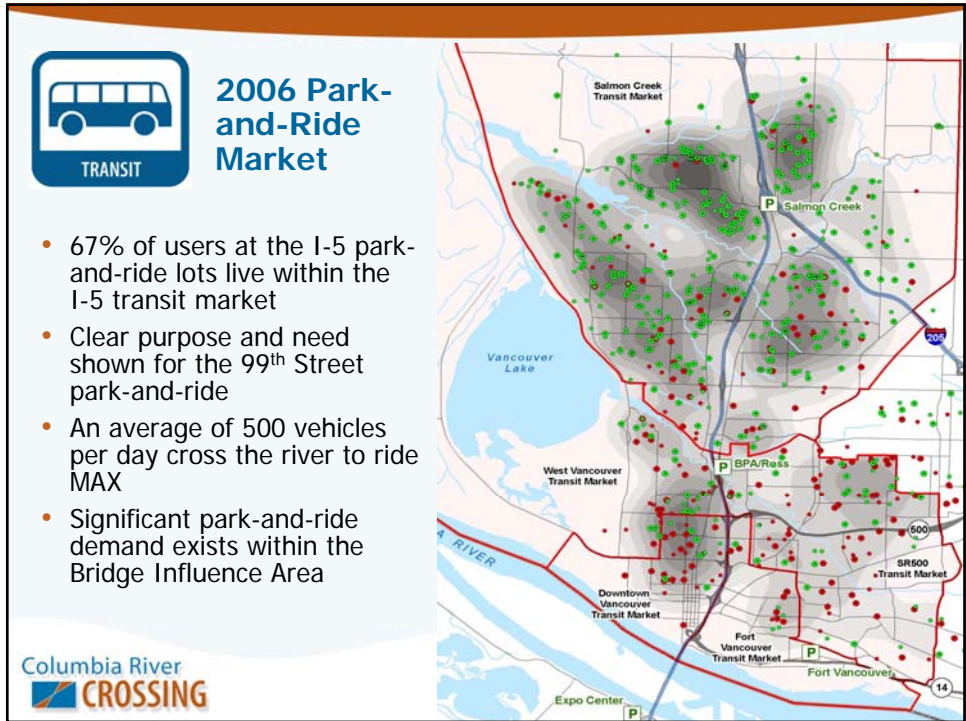 TRANSIT
2006 Park-
and-Ride
Market
• 67% of users at the I-5 park-
and-ride lots live within the
I-5 transit market
• Clear purpose and need
shown for the 99th Street
park-and-ride
• An average of 500 vehicles
per day cross the river to ride
MAX
• Significant park-and-ride
demand exists within the
Bridge Influence Area
Columbia River
CROSSING
Salmon Creek
Transit Market
P
Salmon Creek
205
Vancouver
Lake
P BPA/Ross
West Vancouver
Transit Market
500
A RIVER
SR500
Transit Market
Downtown
Vancouver
Transit Market
Fort
Vancouver
Transit Market
P
Fort Vancouver
14
Expo Center
P